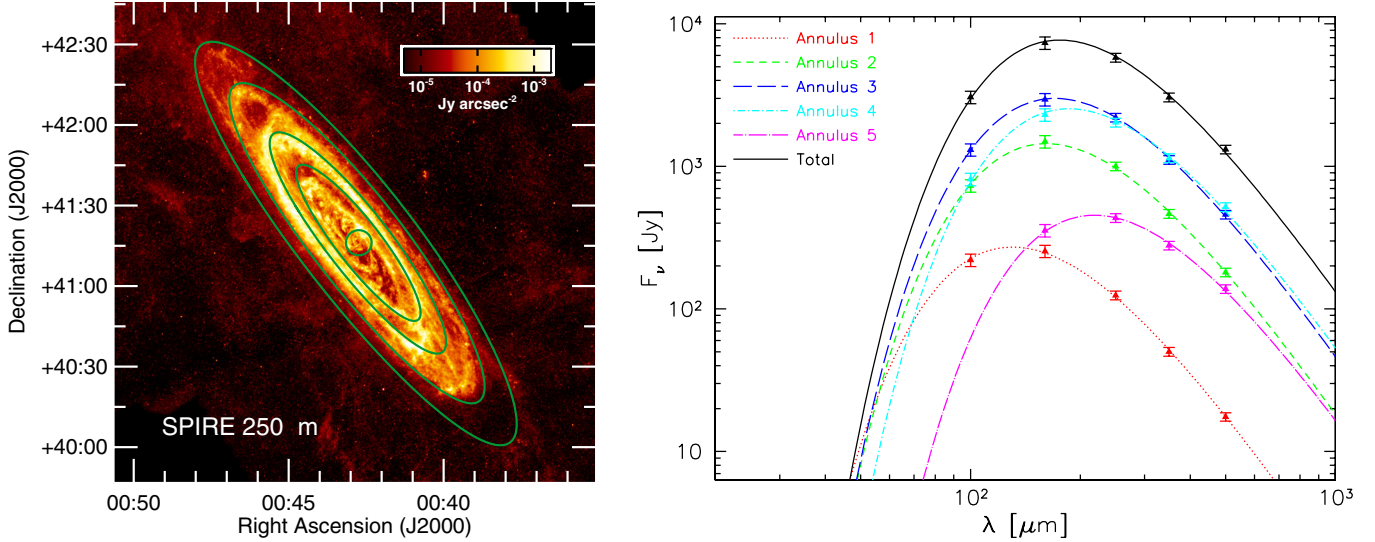 +42:30
+42:00
+41:30
+41:00
+40:30
+40:00
Declination (J2000)
10-5 10-4 10-3
Jy arcsec-2
SPIRE 250 m
00:50 00:45 00:40
Right Ascension (J2000)
Annulus 1
Annulus 2
Annulus 3
Annulus 4
Annulus 5
Total
10⁴
10³
10²
10
Fν [Jy]
10² 10³
λ [μm]